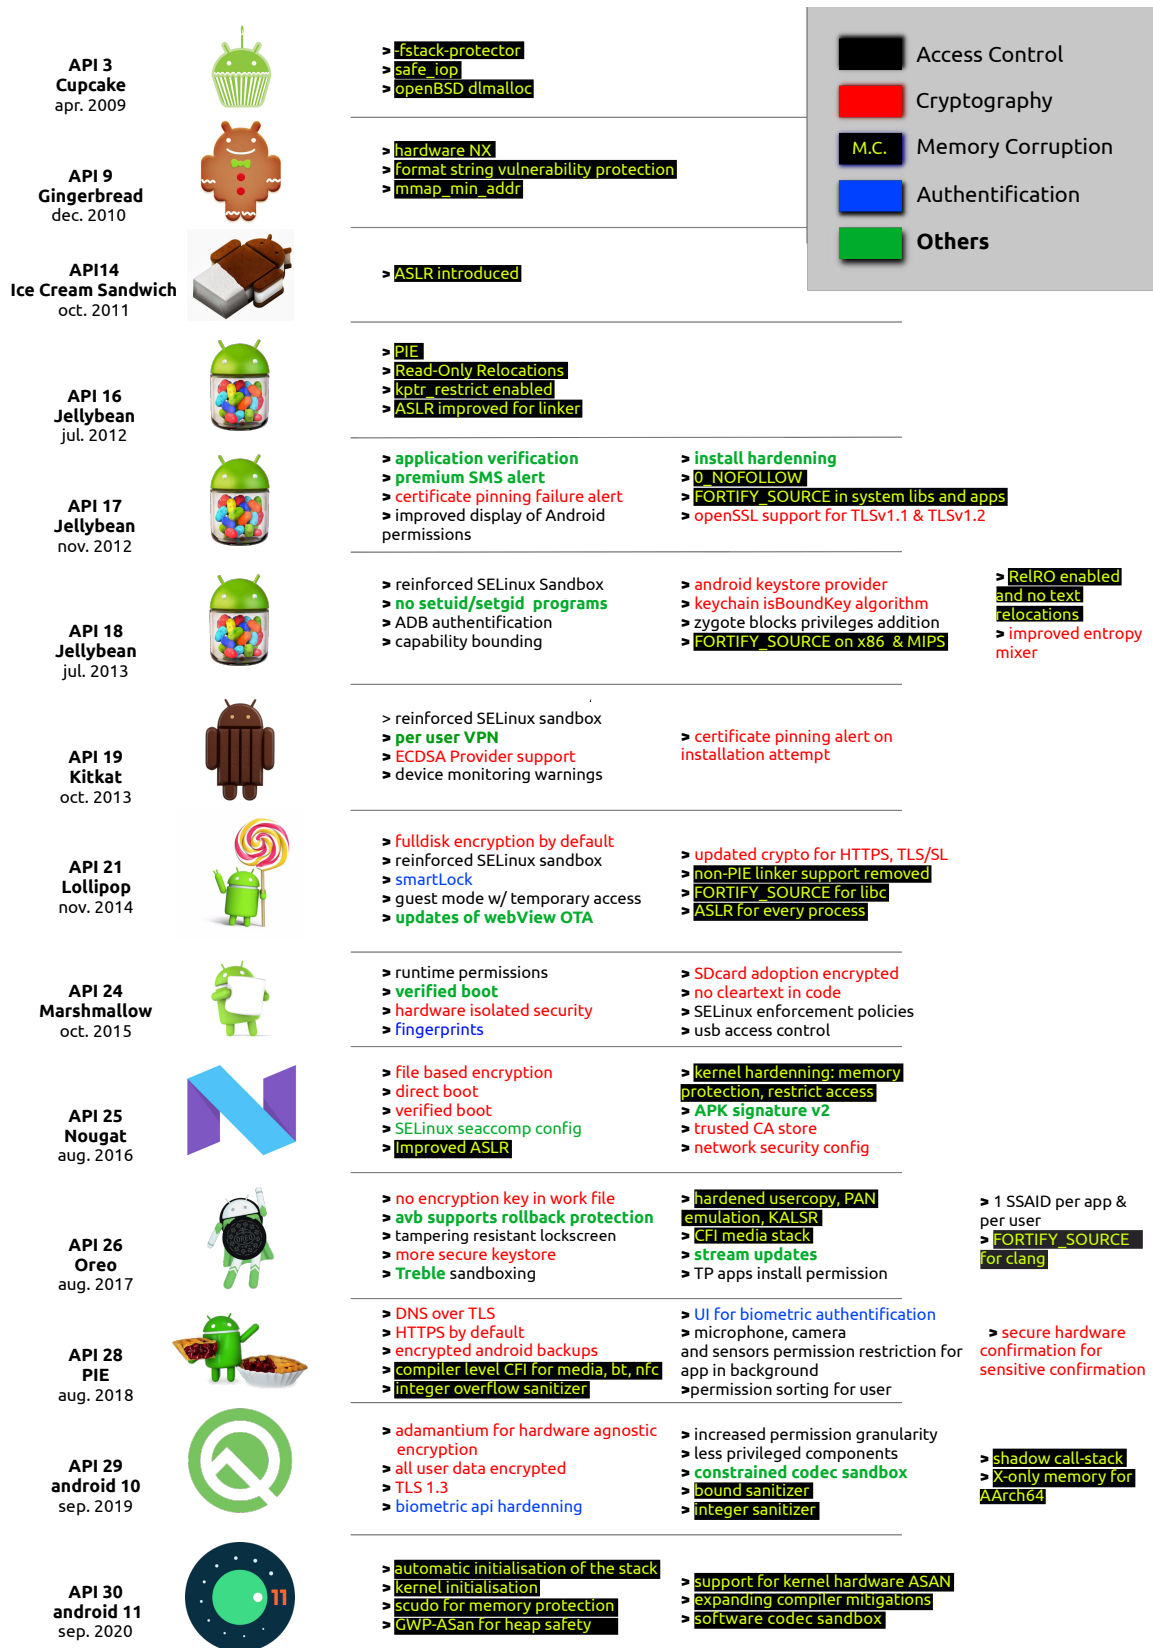 API 3
Cupcake
apr. 2009
> -fstack-protector
> safe_iop
> openBSD dlmalloc
Access Control
Cryptography
M.C. Memory Corruption
Authentification
Others
API 9
Gingerbread
dec. 2010
> hardware NX
> format string vulnerability protection
> mmap_min_addr
API14
Ice Cream Sandwich
oct. 2011
> ASLR introduced
API 16
Jellybean
jul. 2012
> PIE
> Read-Only Relocations
> kptr_restrict enabled
> ASLR improved for linker
API 17
Jellybean
nov. 2012
> application verification
> premium SMS alert
> certificate pinning failure alert
> improved display of Android
permissions
> install hardenning
> 0_NOFOLLOW
> FORTIFY_SOURCE in system libs and apps
> openSSL support for TLSv1.1 & TLSv1.2
API 18
Jellybean
jul. 2013
> reinforced SELinux Sandbox
> no setuid/setgid programs
> ADB authentification
> capability bounding
> android keystore provider
> keychain isBoundKey algorithm
> zygote blocks privileges addition
> FORTIFY_SOURCE on x86 & MIPS
> RelRO enabled
and no text
relocations
> improved entropy
mixer
API 19
Kitkat
oct. 2013
> reinforced SELinux sandbox
> per user VPN
> ECDSA Provider support
> device monitoring warnings
> certificate pinning alert on
installation attempt
API 21
Lollipop
nov. 2014
> fulldisk encryption by default
> reinforced SELinux sandbox
> smartLock
> guest mode w/ temporary access
> updates of webView OTA
> updated crypto for HTTPS, TLS/SL
> non-PIE linker support removed
> FORTIFY_SOURCE for libc
> ASLR for every process
API 24
Marshmallow
oct. 2015
> runtime permissions
> verified boot
> hardware isolated security
> fingerprints
> SDcard adoption encrypted
> no cleartext in code
> SELinux enforcement policies
> usb access control
API 25
Nougat
aug. 2016
> file based encryption
> direct boot
> verified boot
> SELinux seaccomp config
> Improved ASLR
> kernel hardenning: memory
protection, restrict access
> APK signature v2
> trusted CA store
> network security config
API 26
Oreo
aug. 2017
> no encryption key in work file
> avb supports rollback protection
> tampering resistant lockscreen
> more secure keystore
> Treble sandboxing
> hardened usercopy, PAN
emulation, KALSR
> CFI media stack
> stream updates
> TP apps install permission
> 1 SSAID per app &
per user
> FORTIFY_SOURCE
for clang
API 28
PIE
aug. 2018
> DNS over TLS
> HTTPS by default
> encrypted android backups
> compiler level CFI for media, bt, nfc
> integer overflow sanitizer
> UI for biometric authentification
> microphone, camera
and sensors permission restriction for
app in background
>permission sorting for user
> secure hardware
confirmation for
sensitive confirmation
API 29
android 10
sep. 2019
> adamantium for hardware agnostic
encryption
> all user data encrypted
> TLS 1.3
> biometric api hardenning
> increased permission granularity
> less privileged components
> constrained codec sandbox
> bound sanitizer
> integer sanitizer
> shadow call-stack
> X-only memory for
AArch64
API 30
android 11
sep. 2020
11
> automatic initialisation of the stack
> kernel initialisation
> scudo for memory protection
> GWP-ASan for heap safety
> support for kernel hardware ASAN
> expanding compiler mitigations
> software codec sandbox